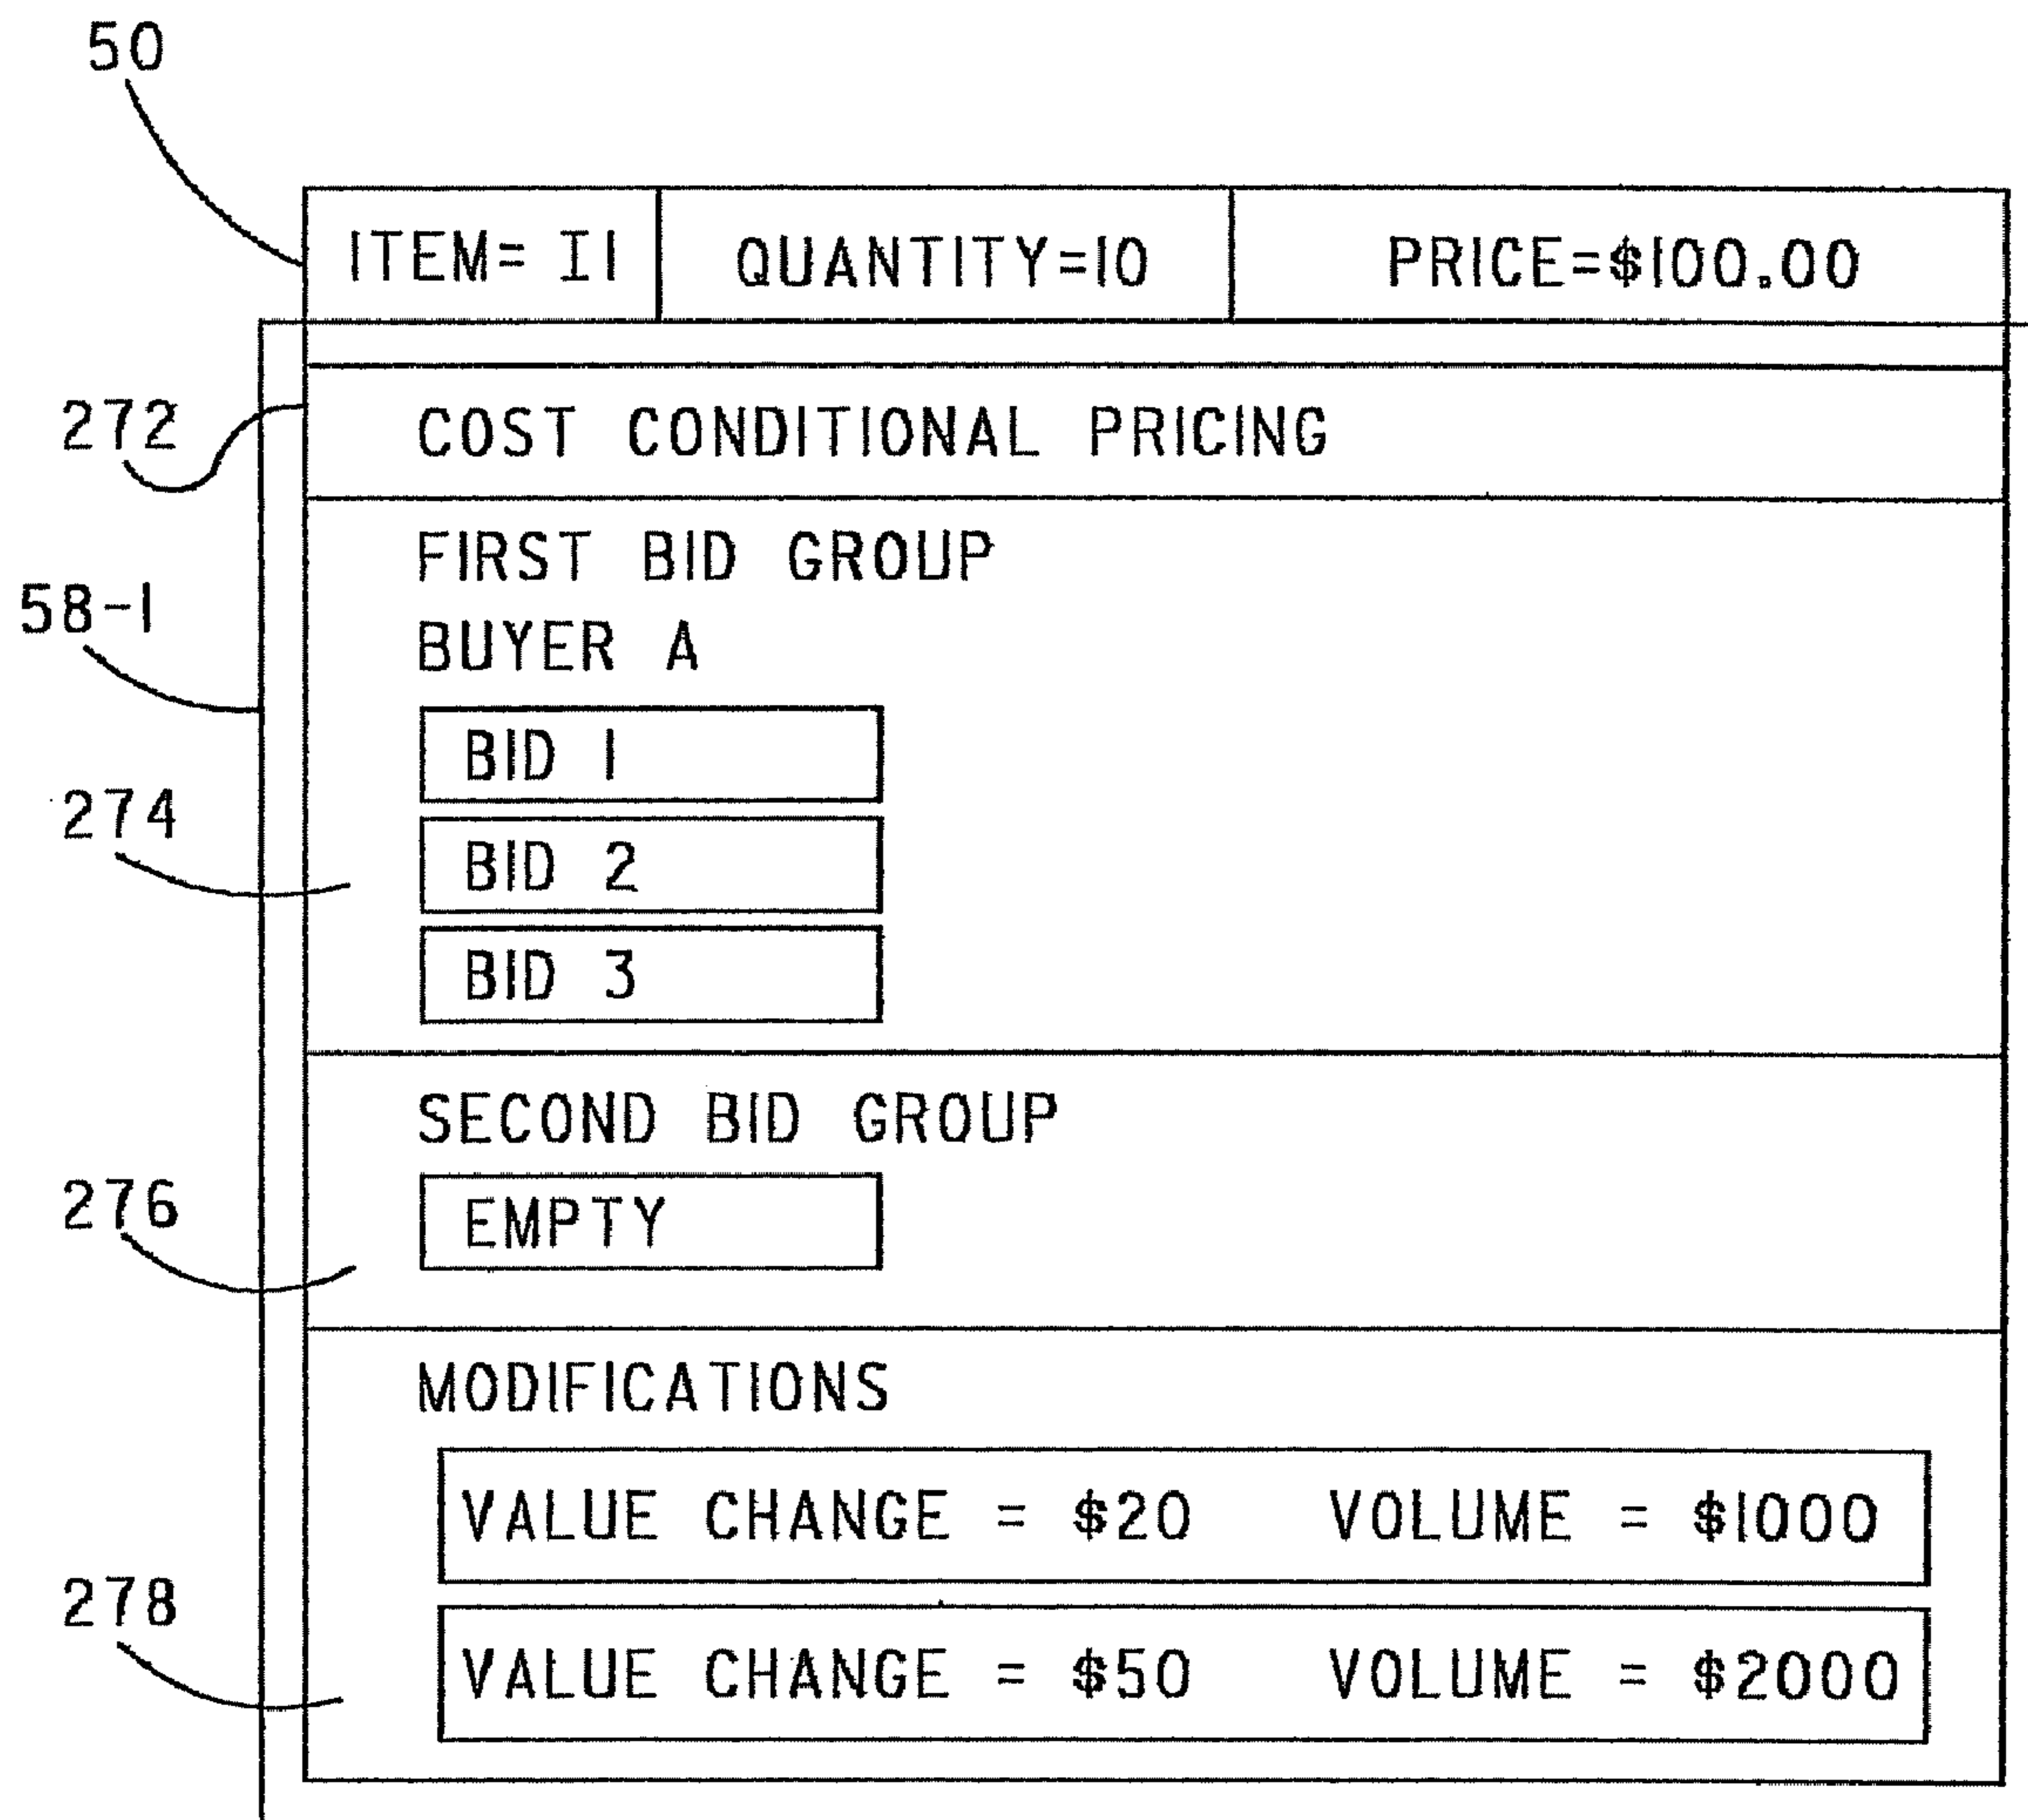 50
ITEM= I1 QUANTITY=10 PRICE=$100.00
272 COST CONDITIONAL PRICING
FIRST BID GROUP
58-1
BUYER A
BID 1
274
BID 2
BID 3
SECOND BID GROUP
276 EMPTY
MODIFICATIONS
VALUE CHANGE = $20 VOLUME = $1000
278
VALUE CHANGE = $50 VOLUME = $2000